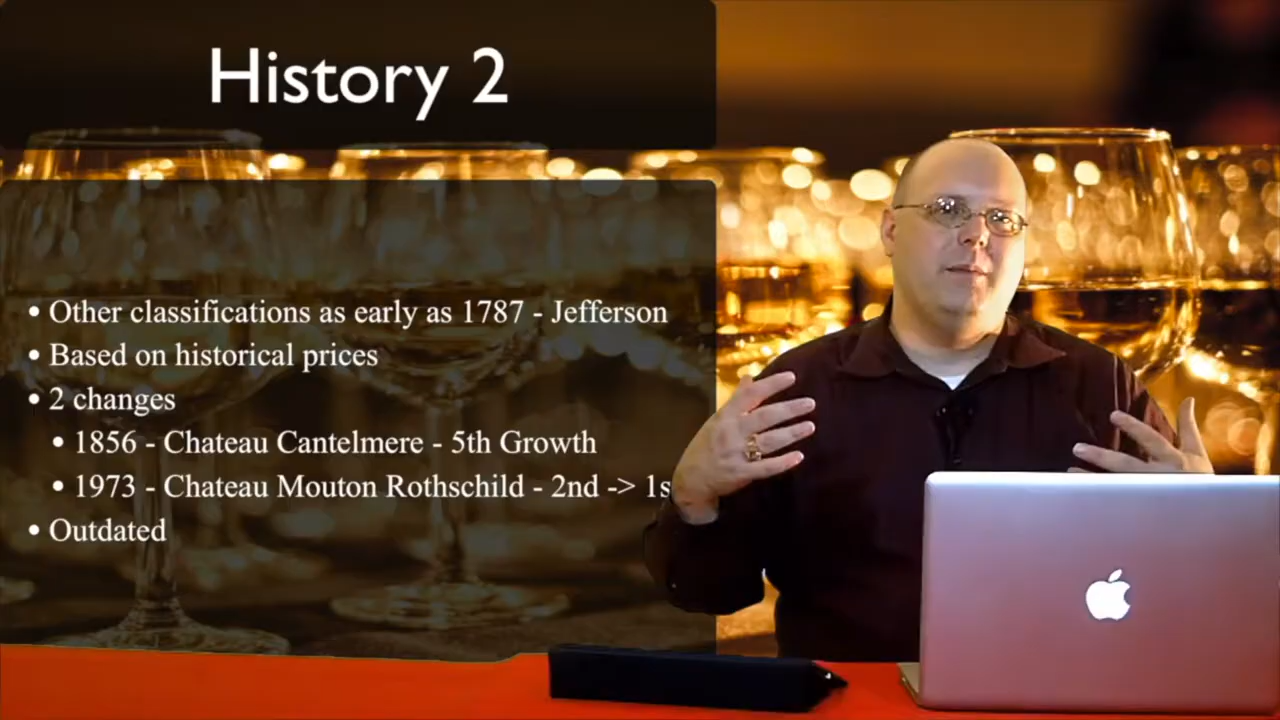 History 2
• Other classifications as early as 1787 - Jefferson
• Based on historical prices
• 2 changes
• 1856 - Chateau Cantelmere - 5th Growth
• 1973 - Chateau Mouton Rothschild - 2nd -> 1s
• Outdated